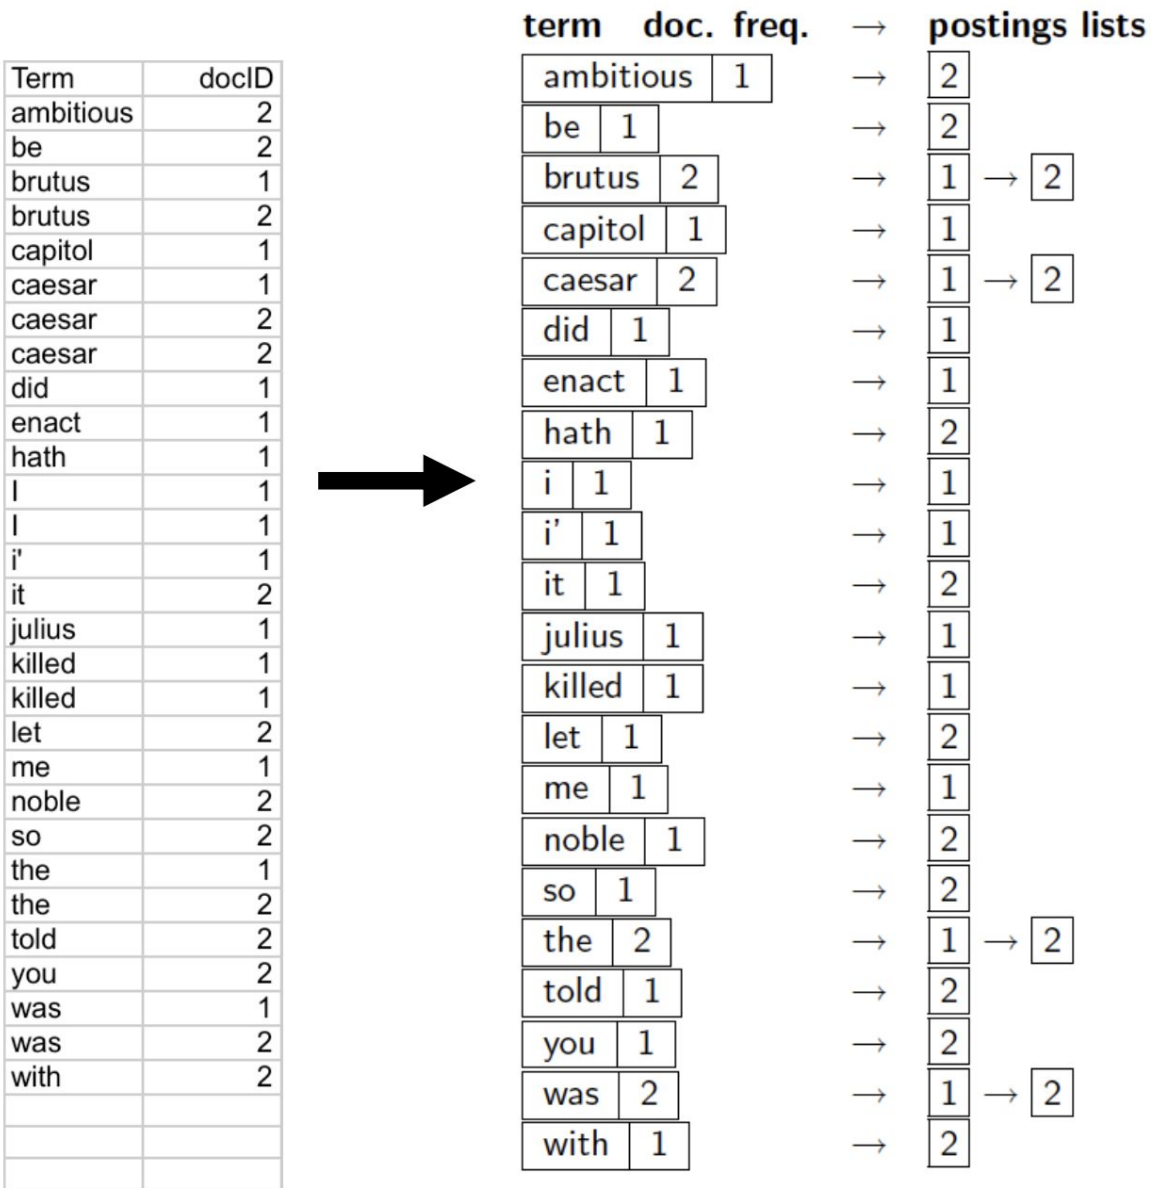 Term docID
ambitious 2
be 2
brutus 1
brutus 2
capitol 1
caesar 1
caesar 2
caesar 2
did 1
enact 1
hath 1
I 1
I 1
i' 1
it 2
julius 1
killed 1
killed 1
let 2
me 1
noble 2
so 2
the 1
the 2
told 2
you 2
was 1
was 2
with 2
term doc. freq. → postings lists
ambitious 1 → 2
be 1 → 2
brutus 2 → 1 → 2
capitol 1 → 1
caesar 2 → 1 → 2
did 1 → 1
enact 1 → 1
hath 1 → 2
i 1 → 1
i' 1 → 1
it 1 → 2
julius 1 → 1
killed 1 → 1
let 1 → 2
me 1 → 1
noble 1 → 2
so 1 → 2
the 2 → 1 → 2
told 1 → 2
you 1 → 2
was 2 → 1 → 2
with 1 → 2